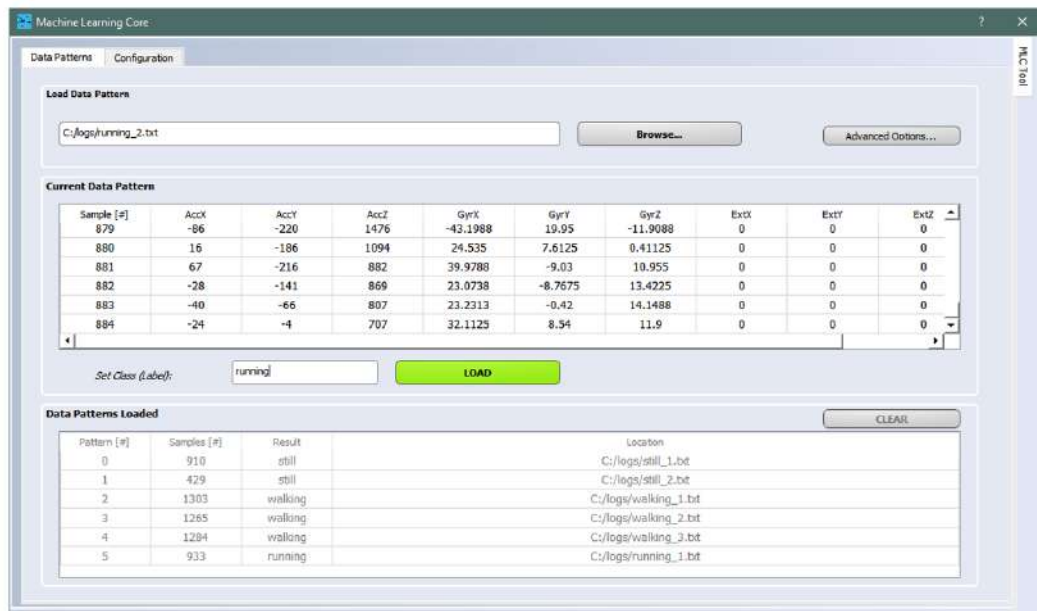 Machine Learning Core ? ×
MLC Tool
Data Patterns Configuration
Load Data Pattern
C:/logs/running_2.txt Browse... Advanced Options...
Current Data Pattern
Sample [#] AccX AccY AccZ GyrX GyrY GyrZ ExtX ExtY ExtZ
879 -86 -220 1476 -43.1988 19.95 -11.9088 0 0 0
880 16 -186 1094 24.535 7.6125 0.41125 0 0 0
881 67 -216 882 39.9788 -9.03 10.955 0 0 0
882 -28 -141 869 23.0738 -8.7675 13.4225 0 0 0
883 -40 -66 807 23.2313 -0.42 14.1488 0 0 0
884 -24 -4 707 32.1125 8.54 11.9 0 0 0
Set Class (Label): running LOAD
Data Patterns Loaded CLEAR
Pattern [#] Samples [#] Result Location
0 910 still C:/logs/still_1.txt
1 429 still C:/logs/still_2.txt
2 1303 walking C:/logs/walking_1.txt
3 1265 walking C:/logs/walking_2.txt
4 1284 walking C:/logs/walking_3.txt
5 933 running C:/logs/running_1.txt